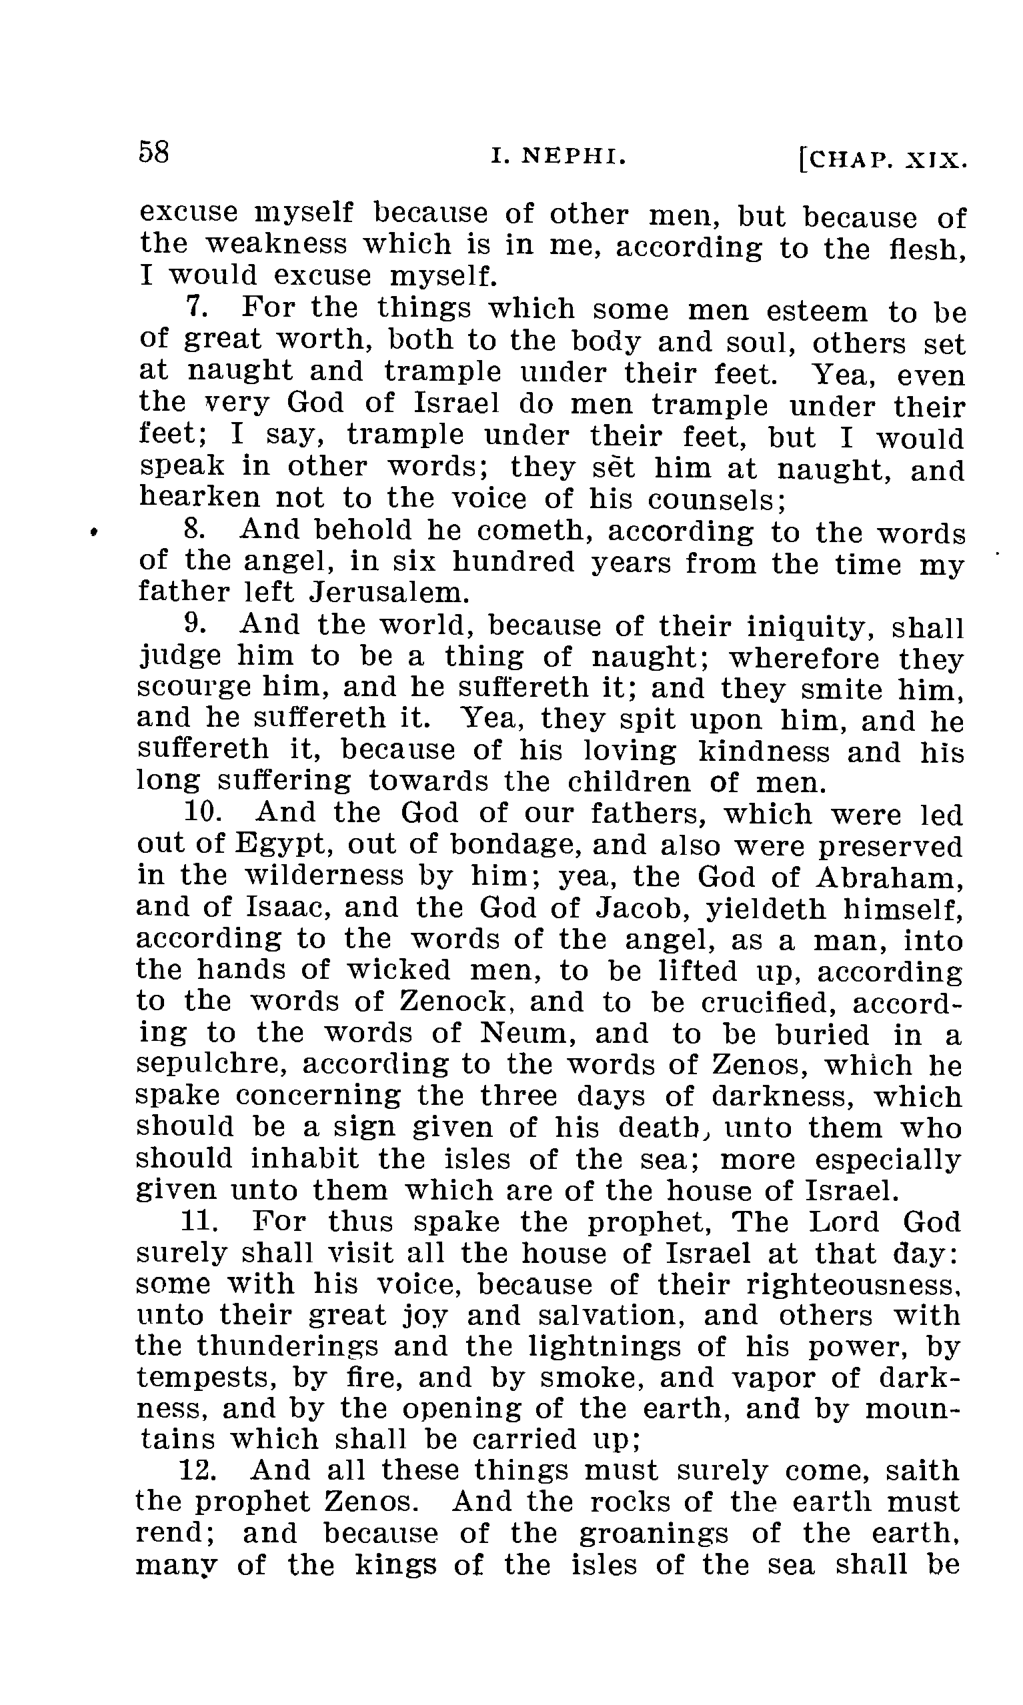 58 I. NEPHI. [CHAP. XIX.
excuse myself because of other men, but because of
the weakness which is in me, according to the flesh,
I would excuse myself.
7. For the things which some men esteem to be
of great worth, both to the body and soul, others set
at naught and trample under their feet. Yea, even
the very God of Israel do men trample under their
feet; I say, trample under their feet, but I would
speak in other words; they set him at naught, and
hearken not to the voice of his counsels;
8. And behold he cometh, according to the words
of the angel, in six hundred years from the time my
father left Jerusalem.
9. And the world, because of their iniquity, shall
judge him to be a thing of naught; wherefore they
scourge him, and he suffereth it; and they smite him,
and he suffereth it. Yea, they spit upon him, and he
suffereth it, because of his loving kindness and his
long suffering towards the children of men.
10. And the God of our fathers, which were led
out of Egypt, out of bondage, and also were preserved
in the wilderness by him; yea, the God of Abraham,
and of Isaac, and the God of Jacob, yieldeth himself,
according to the words of the angel, as a man, into
the hands of wicked men, to be lifted up, according
to the words of Zenock, and to be crucified, accord-
ing to the words of Neum, and to be buried in a
sepulchre, according to the words of Zenos, which he
spake concerning the three days of darkness, which
should be a sign given of his death, unto them who
should inhabit the isles of the sea; more especially
given unto them which are of the house of Israel.
11. For thus spake the prophet, The Lord God
surely shall visit all the house of Israel at that day:
some with his voice, because of their righteousness,
unto their great joy and salvation, and others with
the thunderings and the lightnings of his power, by
tempests, by fire, and by smoke, and vapor of dark-
ness, and by the opening of the earth, and by moun-
tains which shall be carried up;
12. And all these things must surely come, saith
the prophet Zenos. And the rocks of the earth must
rend; and because of the groanings of the earth,
many of the kings of the isles of the sea shall be